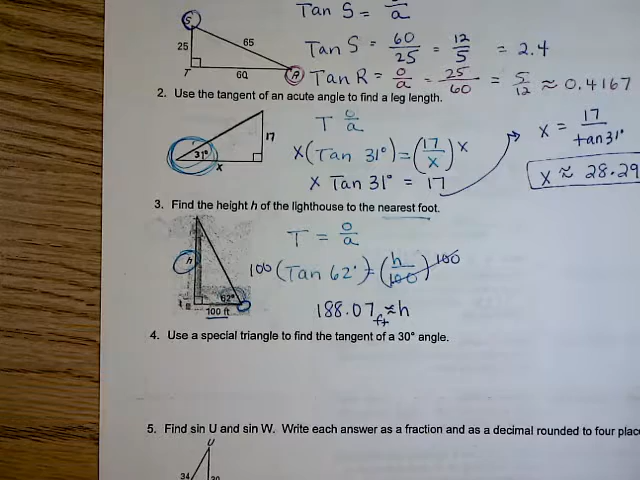 Tan S = o/a
S
25
65
T
60
R
Tan S = 60/25 = 12/5 = 2.4
Tan R = o/a = 25/60 = 5/12 ≈ 0.4167
2. Use the tangent of an acute angle to find a leg length.
31°
17
x
T o/a
x(Tan 31°) = (17/x)x
x Tan 31° = 17
x = 17/tan31°
x ≈ 28.29
3. Find the height h of the lighthouse to the nearest foot.
h
62°
100 ft
T = o/a
100(Tan 62°) = (h/100)100
188.07 ft ≈ h
4. Use a special triangle to find the tangent of a 30° angle.
5. Find sin U and sin W. Write each answer as a fraction and as a decimal rounded to four plac
U
34
30